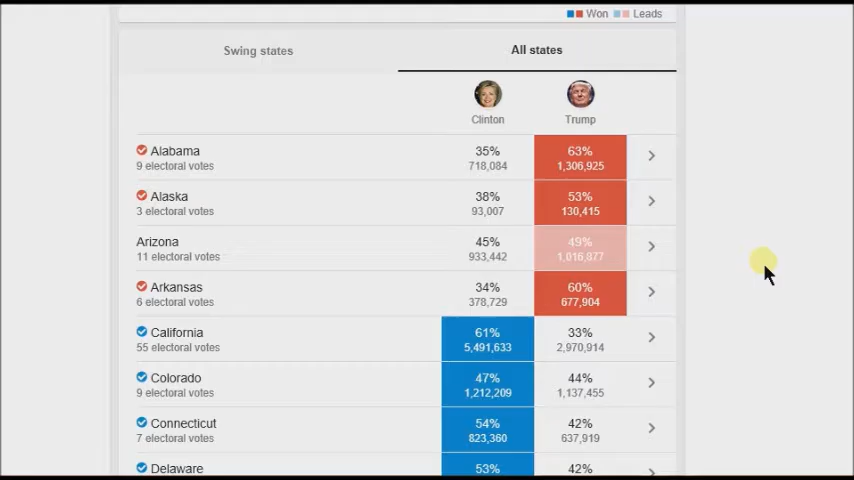 Won Leads
Swing states All states
Clinton Trump
Alabama 35% 63%
9 electoral votes 718,084 1,306,925
Alaska 38% 53%
3 electoral votes 93,007 130,415
Arizona 45% 49%
11 electoral votes 933,442 1,016,877
Arkansas 34% 60%
6 electoral votes 378,729 677,904
California 61% 33%
55 electoral votes 5,491,633 2,970,914
Colorado 47% 44%
9 electoral votes 1,212,209 1,137,455
Connecticut 54% 42%
7 electoral votes 823,360 637,919
Delaware 53% 42%